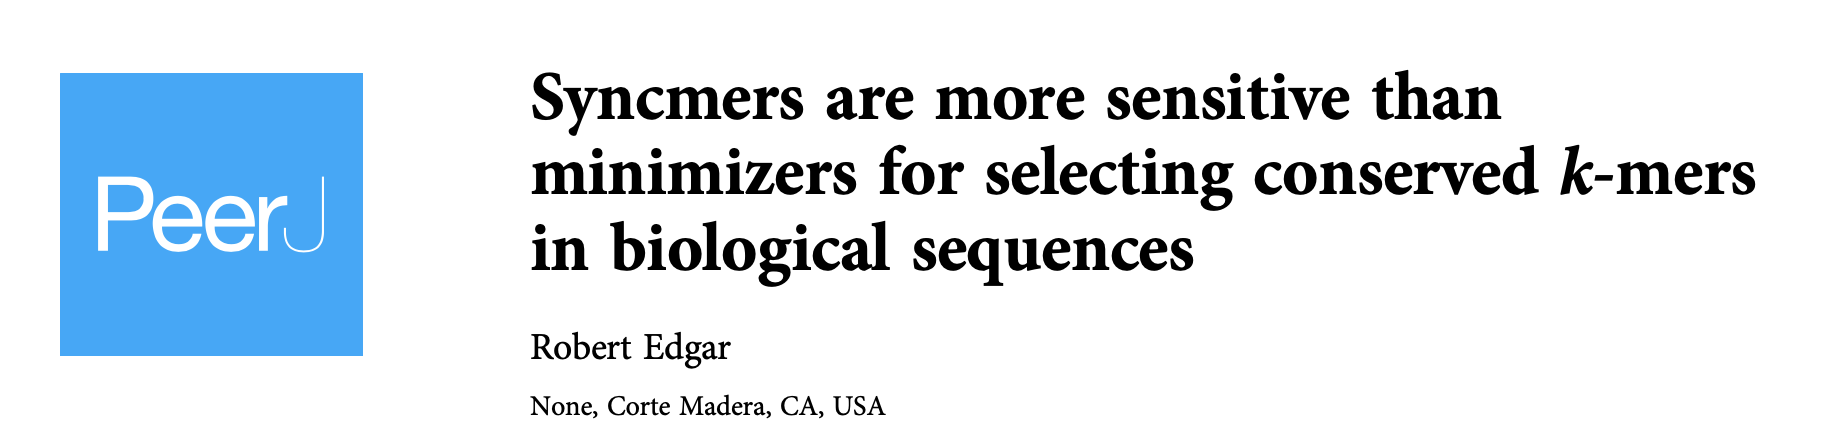 PeerJ
Syncmers are more sensitive than
minimizers for selecting conserved k-mers
in biological sequences
Robert Edgar
None, Corte Madera, CA, USA